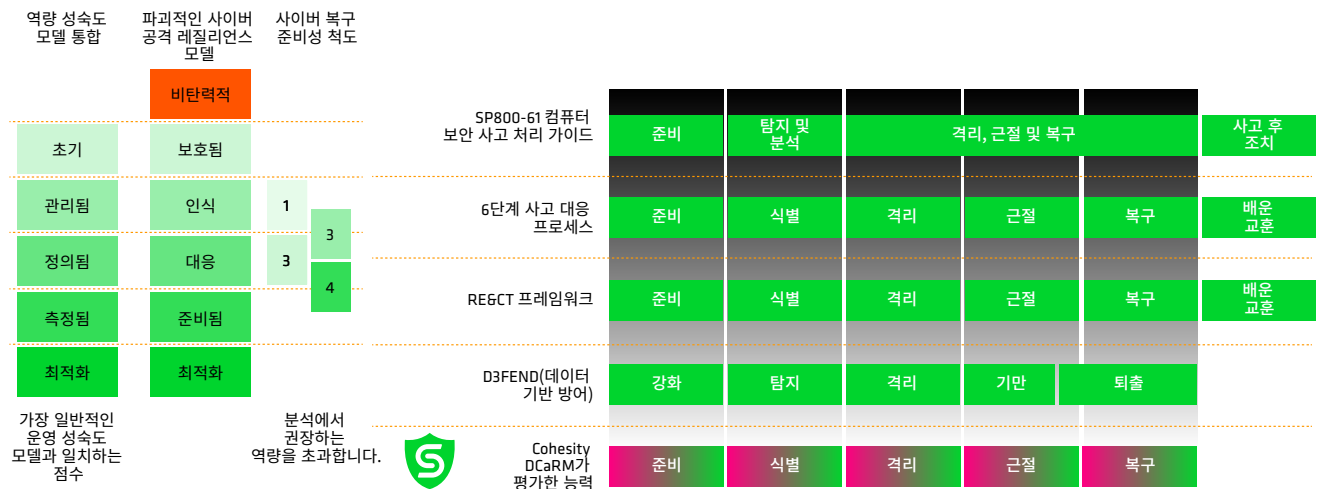 역량 성숙도
모델 통합
파괴적인 사이버
공격 레질리언스
모델
사이버 복구
준비성 척도
비탄력적
초기
보호됨
관리됨
인식
1
3
정의됨
대응
3
4
측정됨
준비됨
최적화
최적화
가장 일반적인
운영 성숙도
모델과 일치하는
점수
분석에서
권장하는
역량을 초과합니다.
SP800-61 컴퓨터
보안 사고 처리 가이드
준비
탐지 및
분석
격리, 근절 및 복구
사고 후
조치
6단계 사고 대응
프로세스
준비
식별
격리
근절
복구
배운
교훈
RE&CT 프레임워크
준비
식별
격리
근절
복구
배운
교훈
D3FEND(데이터
기반 방어)
강화
탐지
격리
기만
퇴출
Cohesity
DCaRM가
평가한 능력
준비
식별
격리
근절
복구